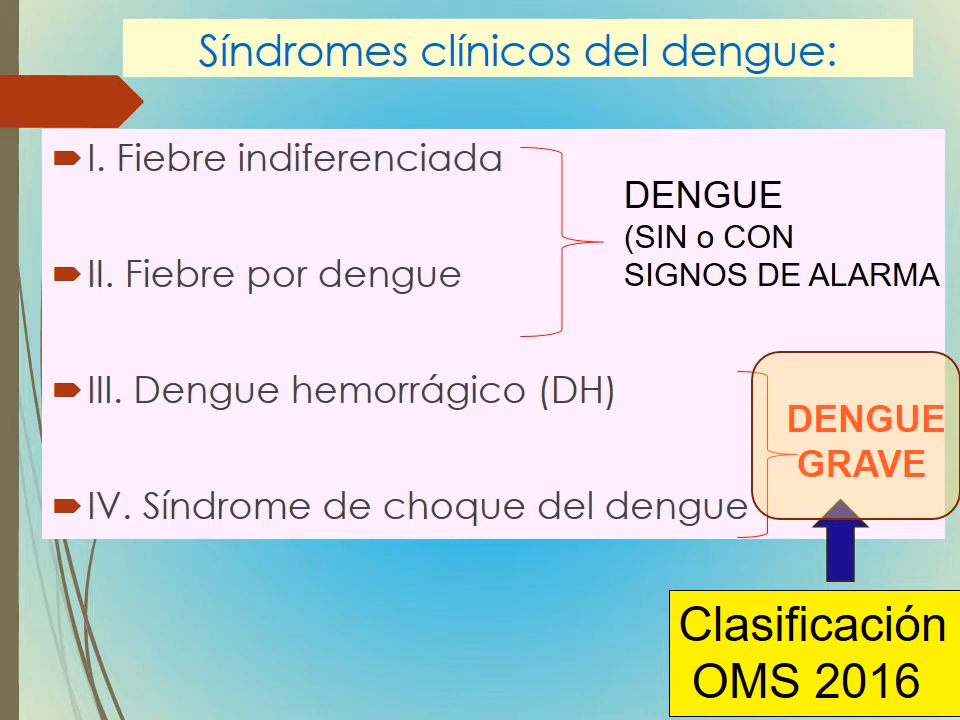 Síndromes clínicos del dengue:
I. Fiebre indiferenciada
II. Fiebre por dengue
III. Dengue hemorrágico (DH)
IV. Síndrome de choque del dengue
DENGUE
(SIN o CON
SIGNOS DE ALARMA
DENGUE
GRAVE
Clasificación
OMS 2016